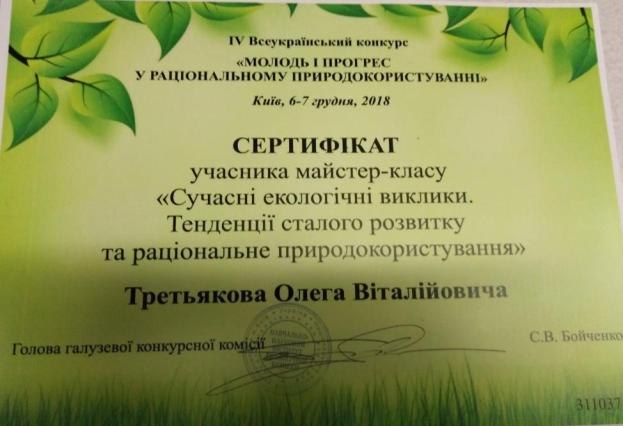 IV Всеукраїнський конкурс
«МОЛОДЬ І ПРОГРЕС
У РАЦІОНАЛЬНОМУ ПРИРОДОКОРИСТУВАННІ»
Київ, 6-7 грудня, 2018
СЕРТИФІКАТ
учасника майстер-класу
«Сучасні екологічні виклики.
Тенденції сталого розвитку
та раціональне природокористування»
Третьякова Олега Віталійовича
Голова галузевої конкурсної комісії
С.В. Бойченко
311037